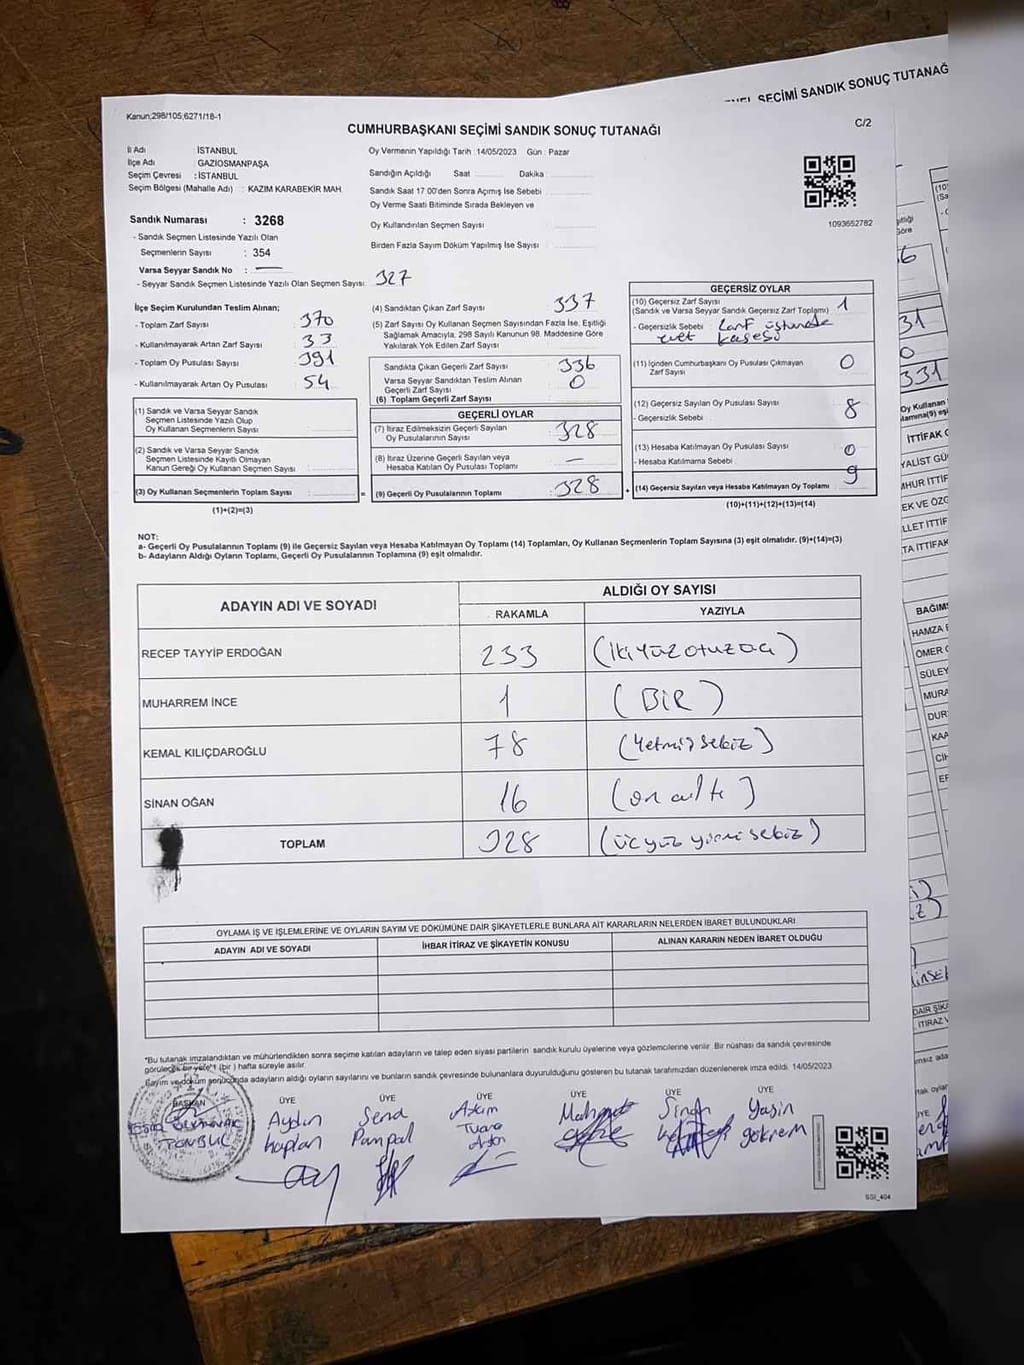 Kanun;298/105;6271/18-1
CUMHURBAŞKANI SEÇİMİ SANDIK SONUÇ TUTANAĞI
C/2
İl Adı : İSTANBUL
İlçe Adı : GAZİOSMANPAŞA
Seçim Çevresi : İSTANBUL
Seçim Bölgesi (Mahalle Adı) : KAZIM KARABEKİR MAH.
Sandık Numarası : 3268
- Sandık Seçmen Listesinde Yazılı Olan
Seçmenlerin Sayısı : 354
Varsa Seyyar Sandık No : —
- Seyyar Sandık Seçmen Listesinde Yazılı Olan Seçmen Sayısı: 327
Oy Vermenin Yapıldığı Tarih : 14/05/2023 Gün : Pazar
Sandığın Açıldığı Saat Dakika
Sandık Saat 17.00'den Sonra Açmış İse Sebebi
Oy Verme Saati Bitiminde Sırada Bekleyen ve
Oy Kullandırılan Seçmen Sayısı
Birden Fazla Sayım Döküm Yapılmış İse Sayısı
1093652782
İlçe Seçim Kurulundan Teslim Alınan;
- Toplam Zarf Sayısı 370
- Kullanılmayarak Artan Zarf Sayısı 33
- Toplam Oy Pusulası Sayısı 391
- Kullanılmayarak Artan Oy Pusulası 54
(1) Sandık ve Varsa Seyyar Sandık
Seçmen Listesinde Yazılı Olup
Oy Kullanan Seçmenlerin Sayısı
(2) Sandık ve Varsa Seyyar Sandık
Seçmen Listesinde Kayıtlı Olmayan
Kanun Gereği Oy Kullanan Seçmen Sayısı
(3) Oy Kullanan Seçmenlerin Toplam Sayısı
(1)+(2)=(3)
(4) Sandıktan Çıkan Zarf Sayısı 337
(5) Zarf Sayısı Oy Kullanan Seçmen Sayısından Fazla İse, Eşitliği
Sağlamak Amacıyla, 298 Sayılı Kanunun 98. Maddesine Göre
Yakılarak Yok Edilen Zarf Sayısı
Sandıkta Çıkan Geçerli Zarf Sayısı 336
Varsa Seyyar Sandıktan Teslim Alınan
Geçerli Zarf Sayısı 0
(6) Toplam Geçerli Zarf Sayısı
GEÇERLİ OYLAR
(7) İtiraz Edilmeksizin Geçerli Sayılan
Oy Pusulalarının Sayısı 328
(8) İtiraz Üzerine Geçerli Sayılan veya
Hesaba Katılan Oy Pusulası Toplamı —
= (9) Geçerli Oy Pusulalarının Toplamı 328 +
GEÇERSİZ OYLAR
(10) Geçersiz Zarf Sayısı
(Sandık ve Varsa Seyyar Sandık Geçersiz Zarf Toplamı) 1
- Geçersizlik Sebebi zarf üstünde
evet kaşesi
(11) İçinden Cumhurbaşkanı Oy Pusulası Çıkmayan
Zarf Sayısı 0
(12) Geçersiz Sayılan Oy Pusulası Sayısı
- Geçersizlik Sebebi 8
(13) Hesaba Katılmayan Oy Pusulası Sayısı 0
- Hesaba Katılmama Sebebi
(14) Geçersiz Sayılan veya Hesaba Katılmayan Oy Toplamı 9
(10)+(11)+(12)+(13)=(14)
NOT:
a- Geçerli Oy Pusulalarının Toplamı (9) ile Geçersiz Sayılan veya Hesaba Katılmayan Oy Toplamı (14) Toplamları, Oy Kullanan Seçmenlerin Toplam Sayısına (3) eşit olmalıdır. (9)+(14)=(3)
b- Adayların Aldığı Oyların Toplamı, Geçerli Oy Pusulalarının Toplamına (9) eşit olmalıdır.
ADAYIN ADI VE SOYADI
ALDIĞI OY SAYISI
RAKAMLA YAZIYLA
RECEP TAYYİP ERDOĞAN 233 (ikiyüzotuzüç)
MUHARREM İNCE 1 (BİR)
KEMAL KILIÇDAROĞLU 78 (Yetmişsekiz)
SİNAN OĞAN 16 (on altı)
TOPLAM 328 (üçyüz yirmi sekiz)
OYLAMA İŞ VE İŞLEMLERİNE VE OYLARIN SAYIM VE DÖKÜMÜNE DAİR ŞİKAYETLERLE BUNLARA AİT KARARLARIN NELERDEN İBARET BULUNDUKLARI
ADAYIN ADI VE SOYADI İHBAR İTİRAZ VE ŞİKAYETİN KONUSU ALINAN KARARIN NEDEN İBARET OLDUĞU
*Bu tutanak imzalandıktan ve mühürlendikten sonra seçime katılan adayların ve talep eden siyasi partilerin sandık kurulu üyelerine veya gözlemcilerine verilir. Bir nüshası da sandık çevresinde
görülecek bir yere 1 (bir) hafta süreyle asılır.
Sayım ve döküm sonucunda adayların aldığı oyların sayılarını ve bunların sandık çevresinde bulunanlara duyurulduğunu gösteren bu tutanak tarafımızdan düzenlenerek imza edildi. 14/05/2023
BAŞKAN ÜYE ÜYE ÜYE ÜYE ÜYE ÜYE
Aydın Kaplan
Yasin gökrem
SSI_404
SEÇİMİ SANDIK SONUÇ TUTANAĞ
31
0
331
Oy Kullanan
İTTİFAK
BAĞIMS
HAMZA
ÖMER
SÜLEY
MURA
DUR
KAA